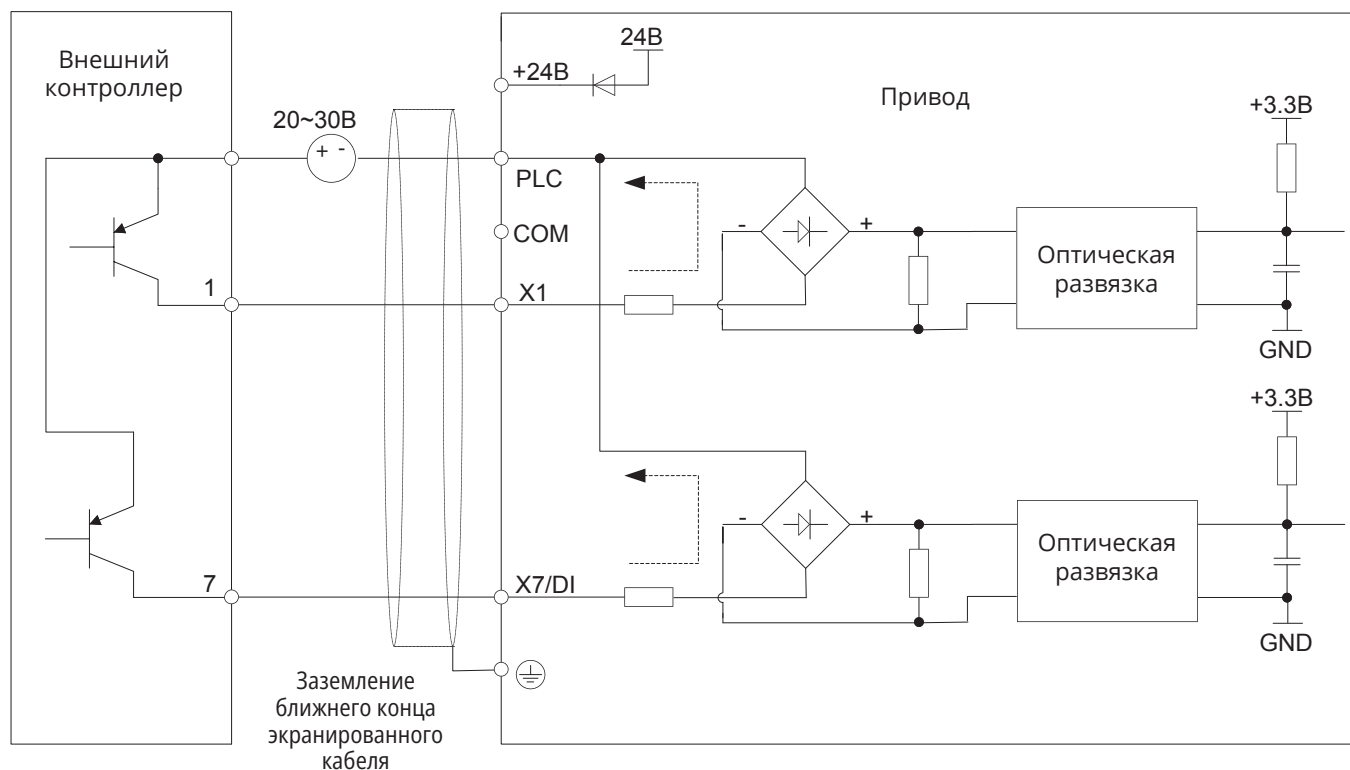 Внешний
контроллер
20~30В
+ -
24В
+24В
Привод
+3.3В
PLC
COM
- +
Оптическая
развязка
1
X1
GND
+3.3В
- +
Оптическая
развязка
7
X7/DI
GND
Заземление
ближнего конца
экранированного
кабеля